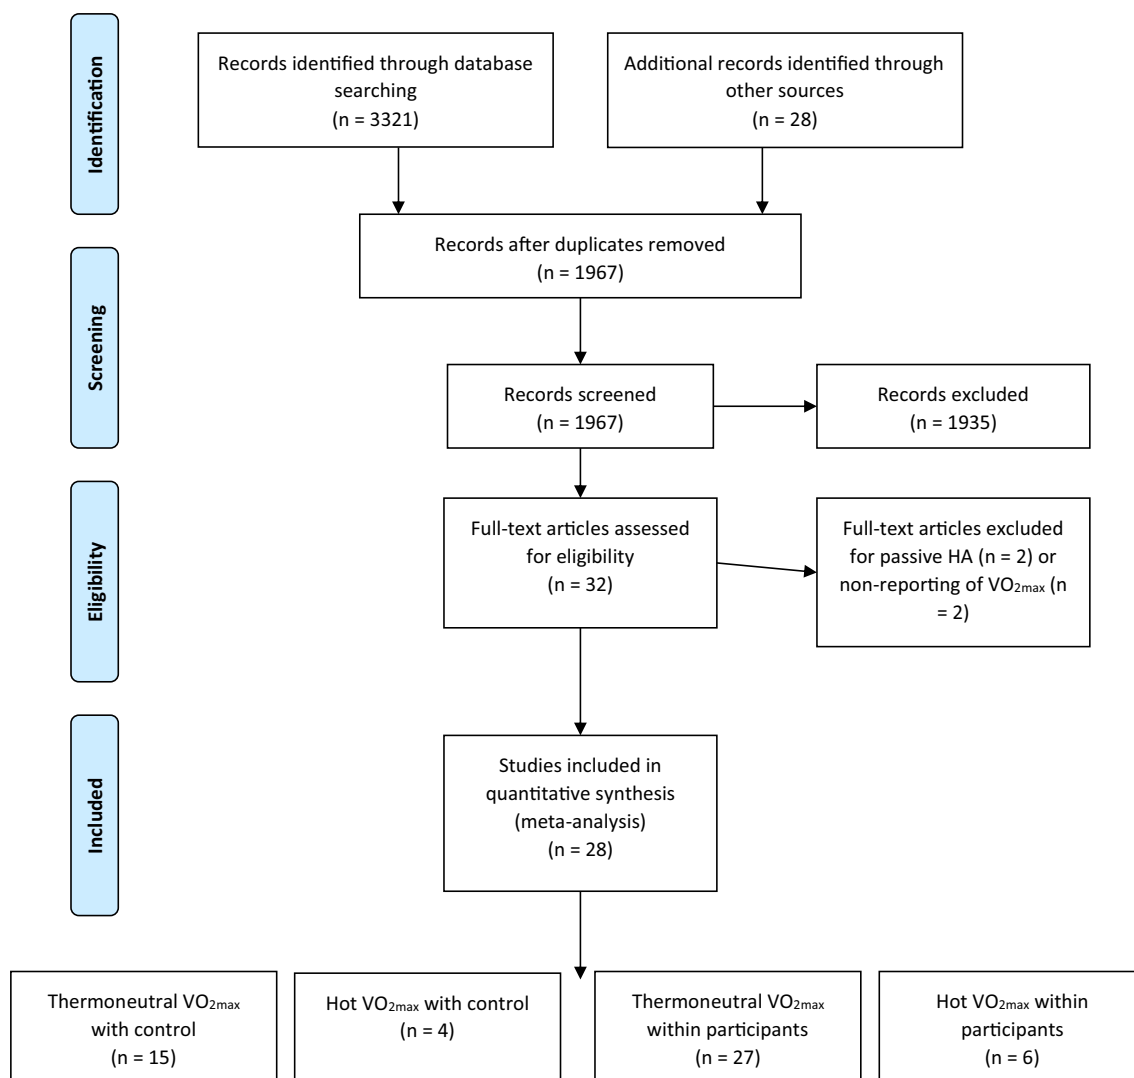 Identification
Records identified through database
searching
(n = 3321)
Additional records identified through
other sources
(n = 28)
Records after duplicates removed
(n = 1967)
Screening
Records screened
(n = 1967)
Records excluded
(n = 1935)
Eligibility
Full-text articles assessed
for eligibility
(n = 32)
Full-text articles excluded
for passive HA (n = 2) or
non-reporting of VO2max (n
= 2)
Included
Studies included in
quantitative synthesis
(meta-analysis)
(n = 28)
Thermoneutral VO2max
with control
(n = 15)
Hot VO2max with control
(n = 4)
Thermoneutral VO2max
within participants
(n = 27)
Hot VO2max within
participants
(n = 6)